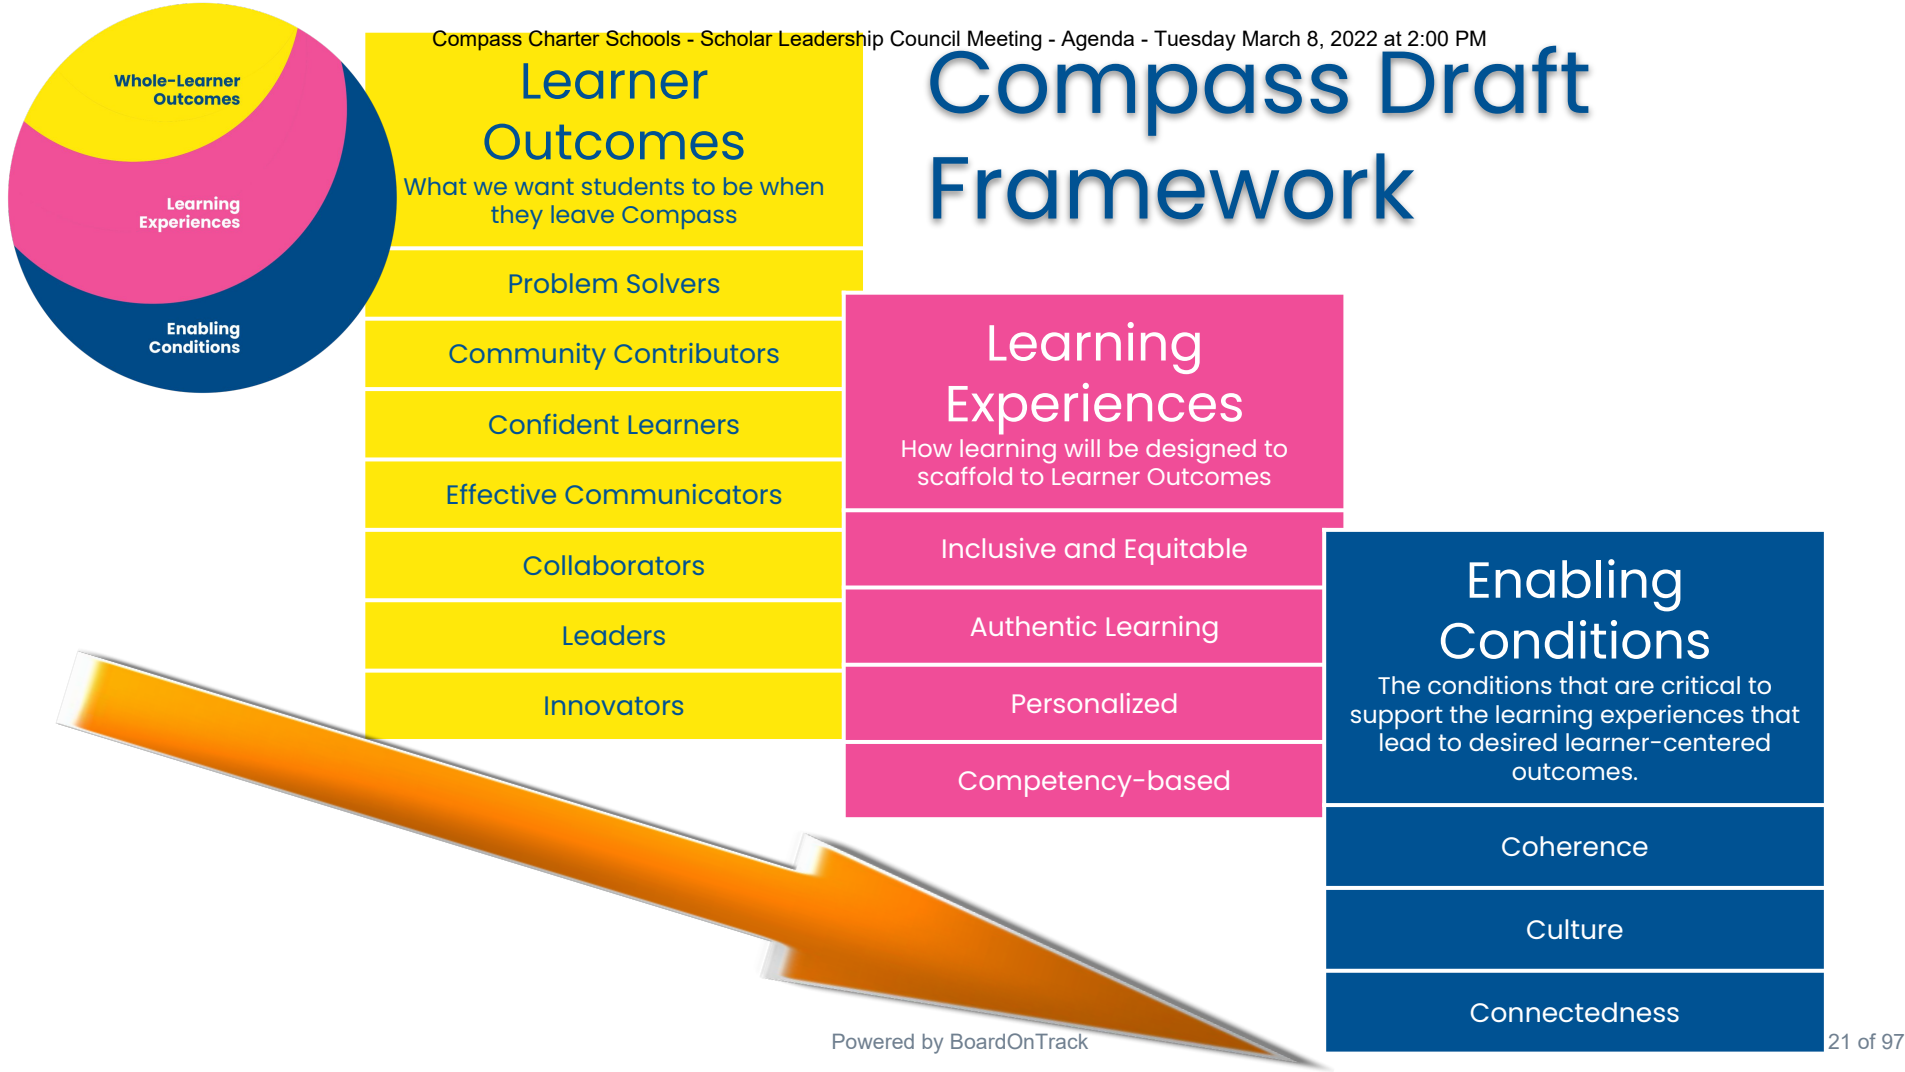 Compass Charter Schools - Scholar Leadership Council Meeting - Agenda - Tuesday March 8, 2022 at 2:00 PM
Whole-Learner
Outcomes
Learning
Experiences
Enabling
Conditions
Compass Draft
Framework
Learner
Outcomes
What we want students to be when
they leave Compass
Problem Solvers
Community Contributors
Confident Learners
Effective Communicators
Collaborators
Leaders
Innovators
Learning
Experiences
How learning will be designed to
scaffold to Learner Outcomes
Inclusive and Equitable
Authentic Learning
Personalized
Competency-based
Enabling
Conditions
The conditions that are critical to
support the learning experiences that
lead to desired learner-centered
outcomes.
Coherence
Culture
Connectedness
Powered by BoardOnTrack
21 of 97